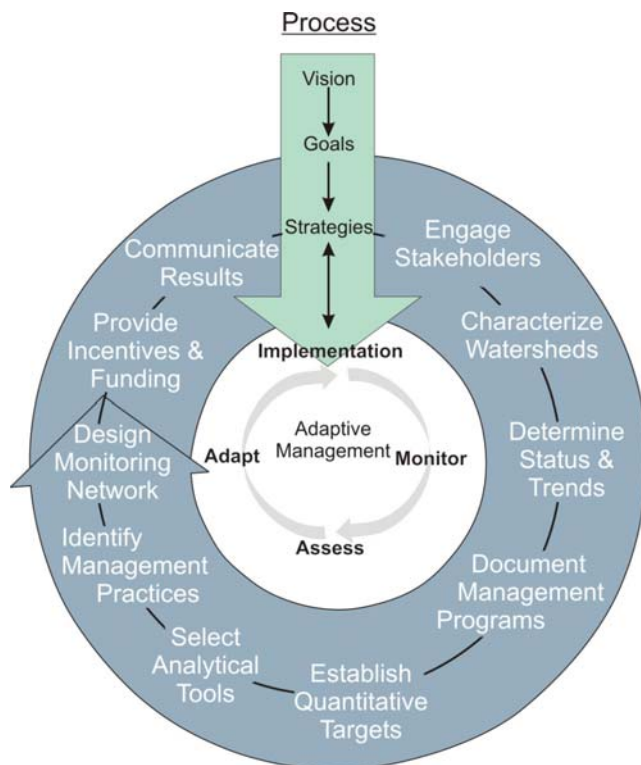 Process
Vision
Goals
Strategies
Implementation
Engage
Stakeholders
Characterize
Watersheds
Determine
Status &
Trends
Document
Management
Programs
Establish
Quantitative
Targets
Select
Analytical
Tools
Identify
Management
Practices
Design
Monitoring
Network
Provide
Incentives &
Funding
Communicate
Results
Adaptive
Management
Monitor
Assess
Adapt